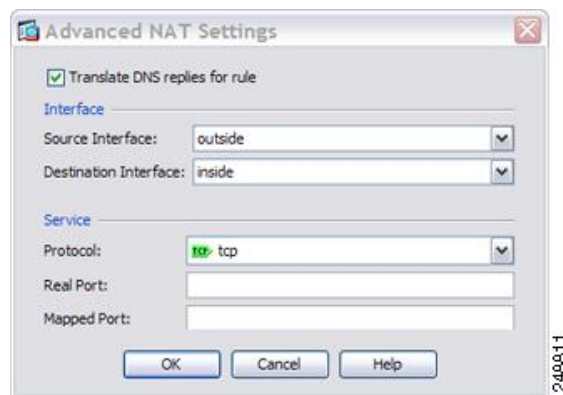 Advanced NAT Settings
Translate DNS replies for rule
Interface
Source Interface: outside
Destination Interface: inside
Service
Protocol: TCP tcp
Real Port:
Mapped Port:
OK Cancel Help
248811